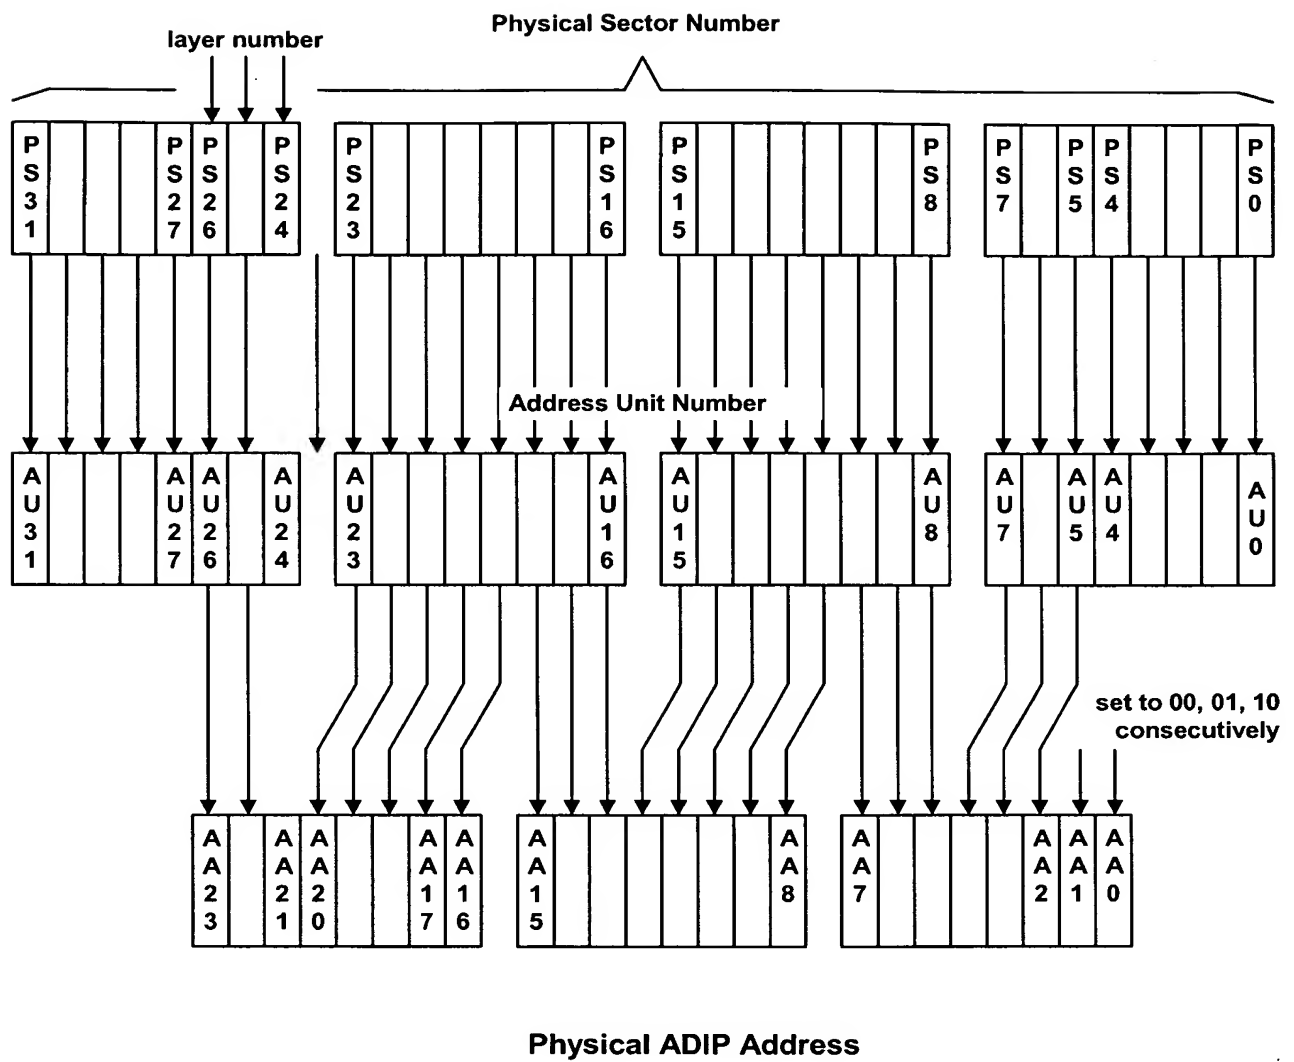 Physical Sector Number
layer number
PS31
PS27
PS26
PS24
PS23
PS16
PS15
PS8
PS7
PS5
PS4
PS0
Address Unit Number
AU31
AU27
AU26
AU24
AU23
AU16
AU15
AU8
AU7
AU5
AU4
AU0
set to 00, 01, 10
consecutively
AA23
AA21
AA20
AA17
AA16
AA15
AA8
AA7
AA2
AA1
AA0
Physical ADIP Address